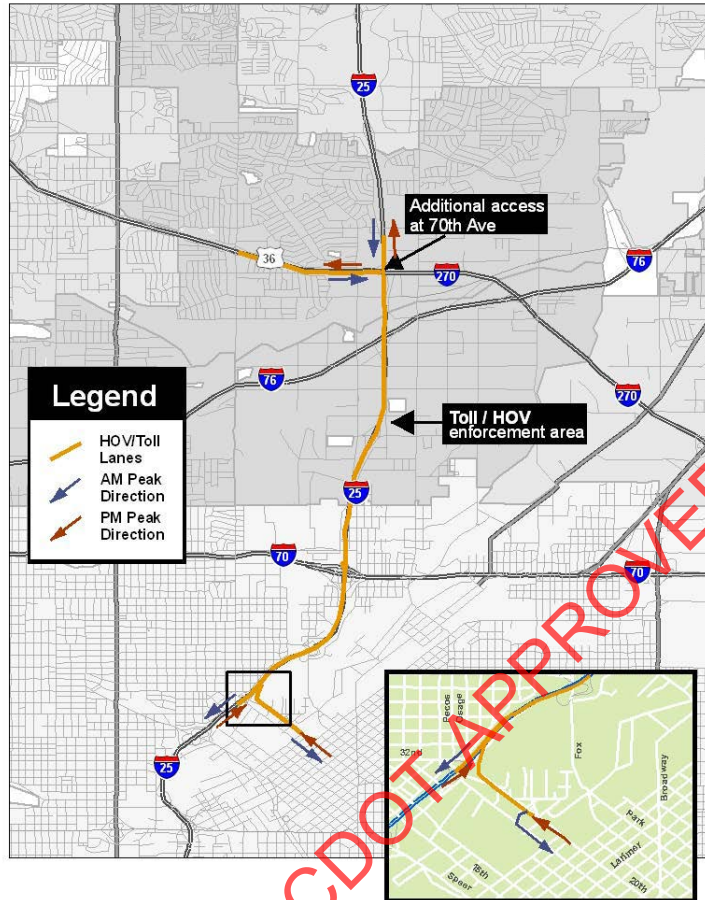 25
Additional access
at 70th Ave
36
76
270
76
Legend
HOV/Toll
Lanes
AM Peak
Direction
PM Peak
Direction
Toll / HOV
enforcement area
270
25
70
70
25
Pecos
Osage
32nd
Fox
Broadway
Park
Larimer
20th
15th
Speer
CDOT APPROVED